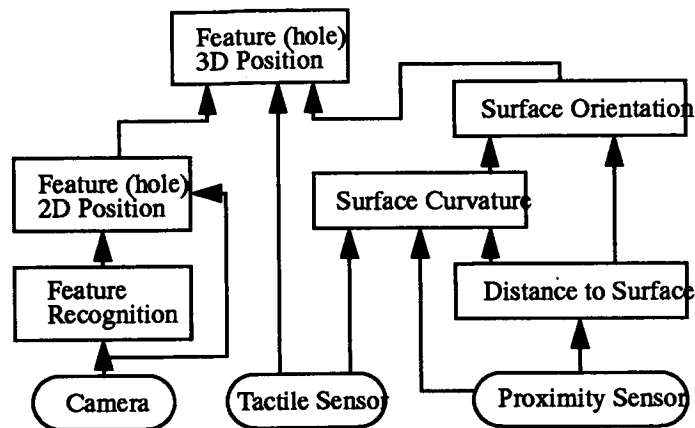 Feature (hole)
3D Position
Surface Orientation
Feature (hole)
2D Position
Surface Curvature
Feature
Recognition
Distance to Surface
Camera
Tactile Sensor
Proximity Sensor